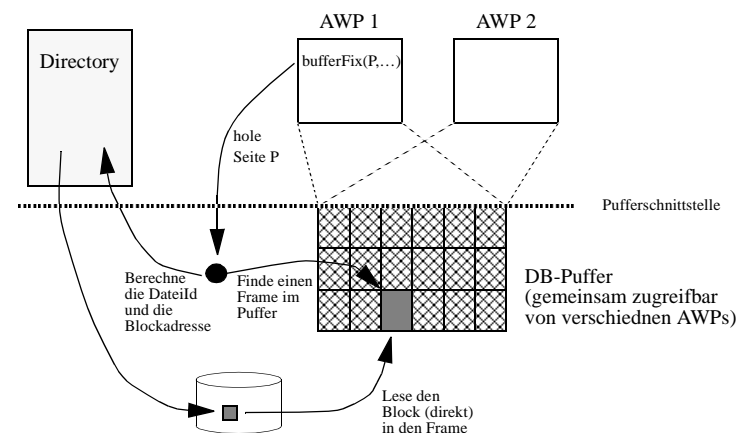 AWP 1
AWP 2
Directory
bufferFix(P,…)
hole
Seite P
Pufferschnittstelle
Berechne
die DateiId
und die
Blockadresse
Finde einen
Frame im
Puffer
DB-Puffer
(gemeinsam zugreifbar
von verschiednen AWPs)
Lese den
Block (direkt)
in den Frame